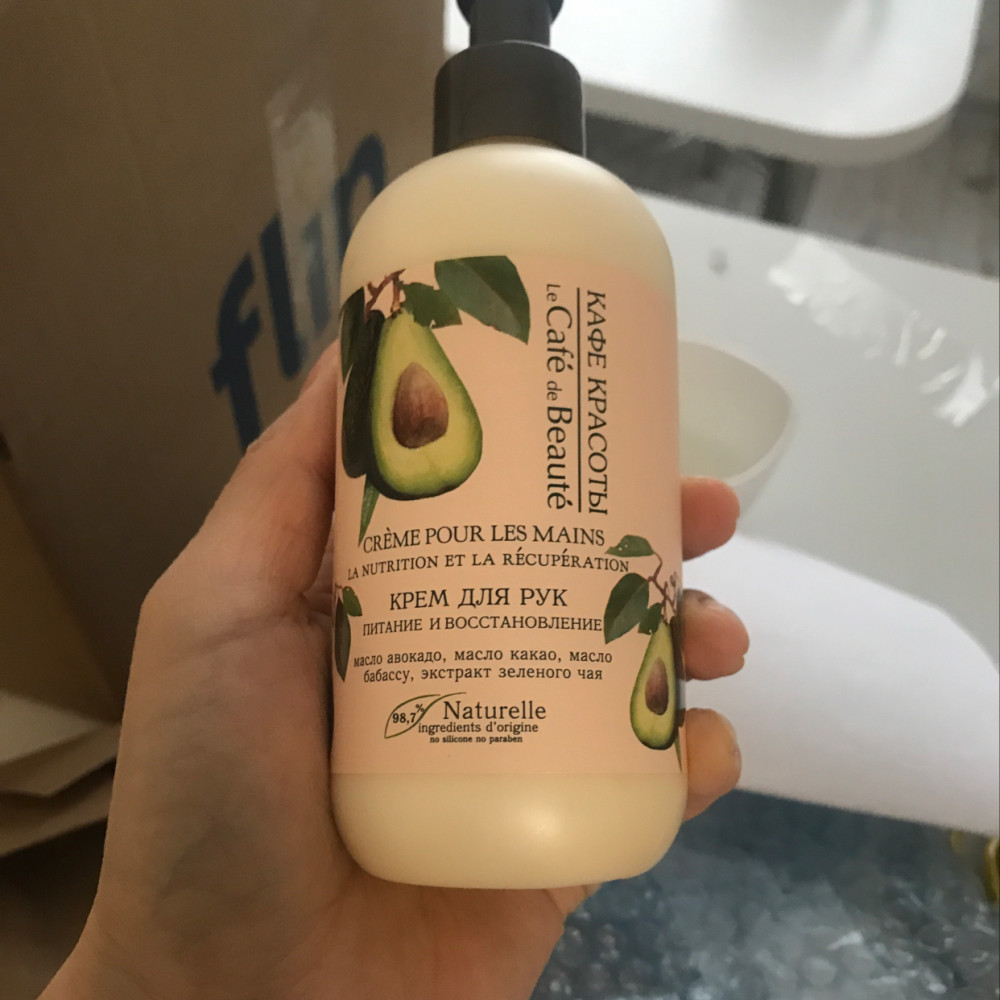 КАФЕ КРАСОТЫ
Le Café de Beauté
CRÈME POUR LES MAINS
LA NUTRITION ET LA RÉCUPÉRATION
КРЕМ ДЛЯ РУК
ПИТАНИЕ И ВОССТАНОВЛЕНИЕ
масло авокадо, масло какао, масло
бабассу, экстракт зеленого чая
98,7% Naturelle
ingredients d'origine
no silicone no paraben